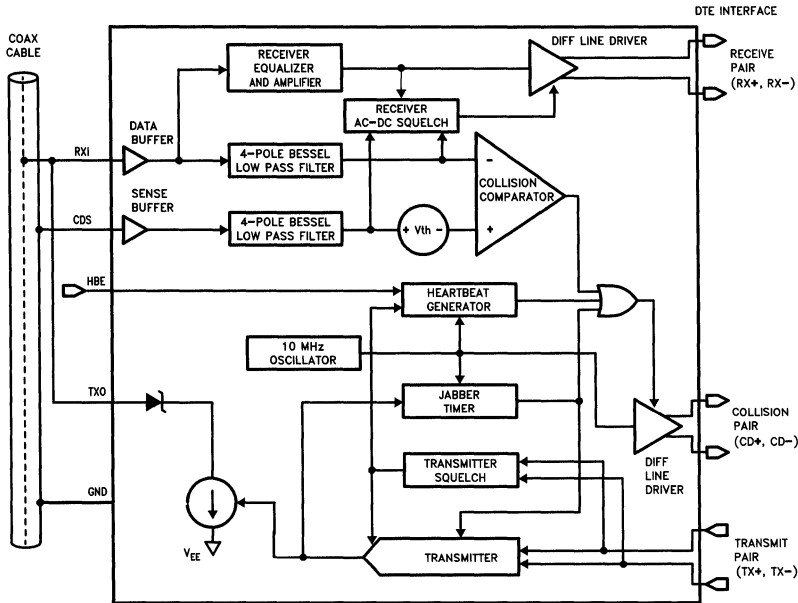 DTE INTERFACE
COAX
CABLE
RECEIVER
EQUALIZER
AND AMPLIFIER
DIFF LINE DRIVER
RECEIVE
PAIR
(RX+, RX-)
RECEIVER
AC-DC SQUELCH
DATA
BUFFER
RXI
4-POLE BESSEL
LOW PASS FILTER
-
COLLISION
COMPARATOR
SENSE
BUFFER
CDS
4-POLE BESSEL
LOW PASS FILTER
+ Vth -
+
HBE
HEARTBEAT
GENERATOR
10 MHz
OSCILLATOR
TXO
JABBER
TIMER
COLLISION
PAIR
(CD+, CD-)
DIFF
LINE
DRIVER
TRANSMITTER
SQUELCH
GND
VEE
TRANSMITTER
TRANSMIT
PAIR
(TX+, TX-)